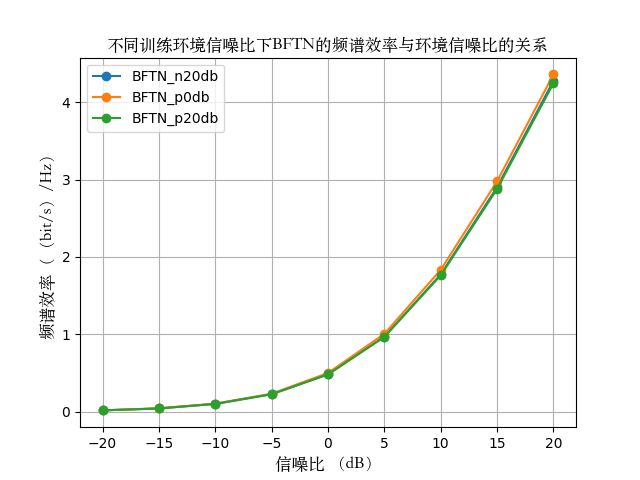 不同训练环境信噪比下BFTN的频谱效率与环境信噪比的关系
BFTN_n20db
BFTN_p0db
BFTN_p20db
频谱效率（（bit/s）/Hz）
4
3
2
1
0
−20 −15 −10 −5 0 5 10 15 20
信噪比 （dB）